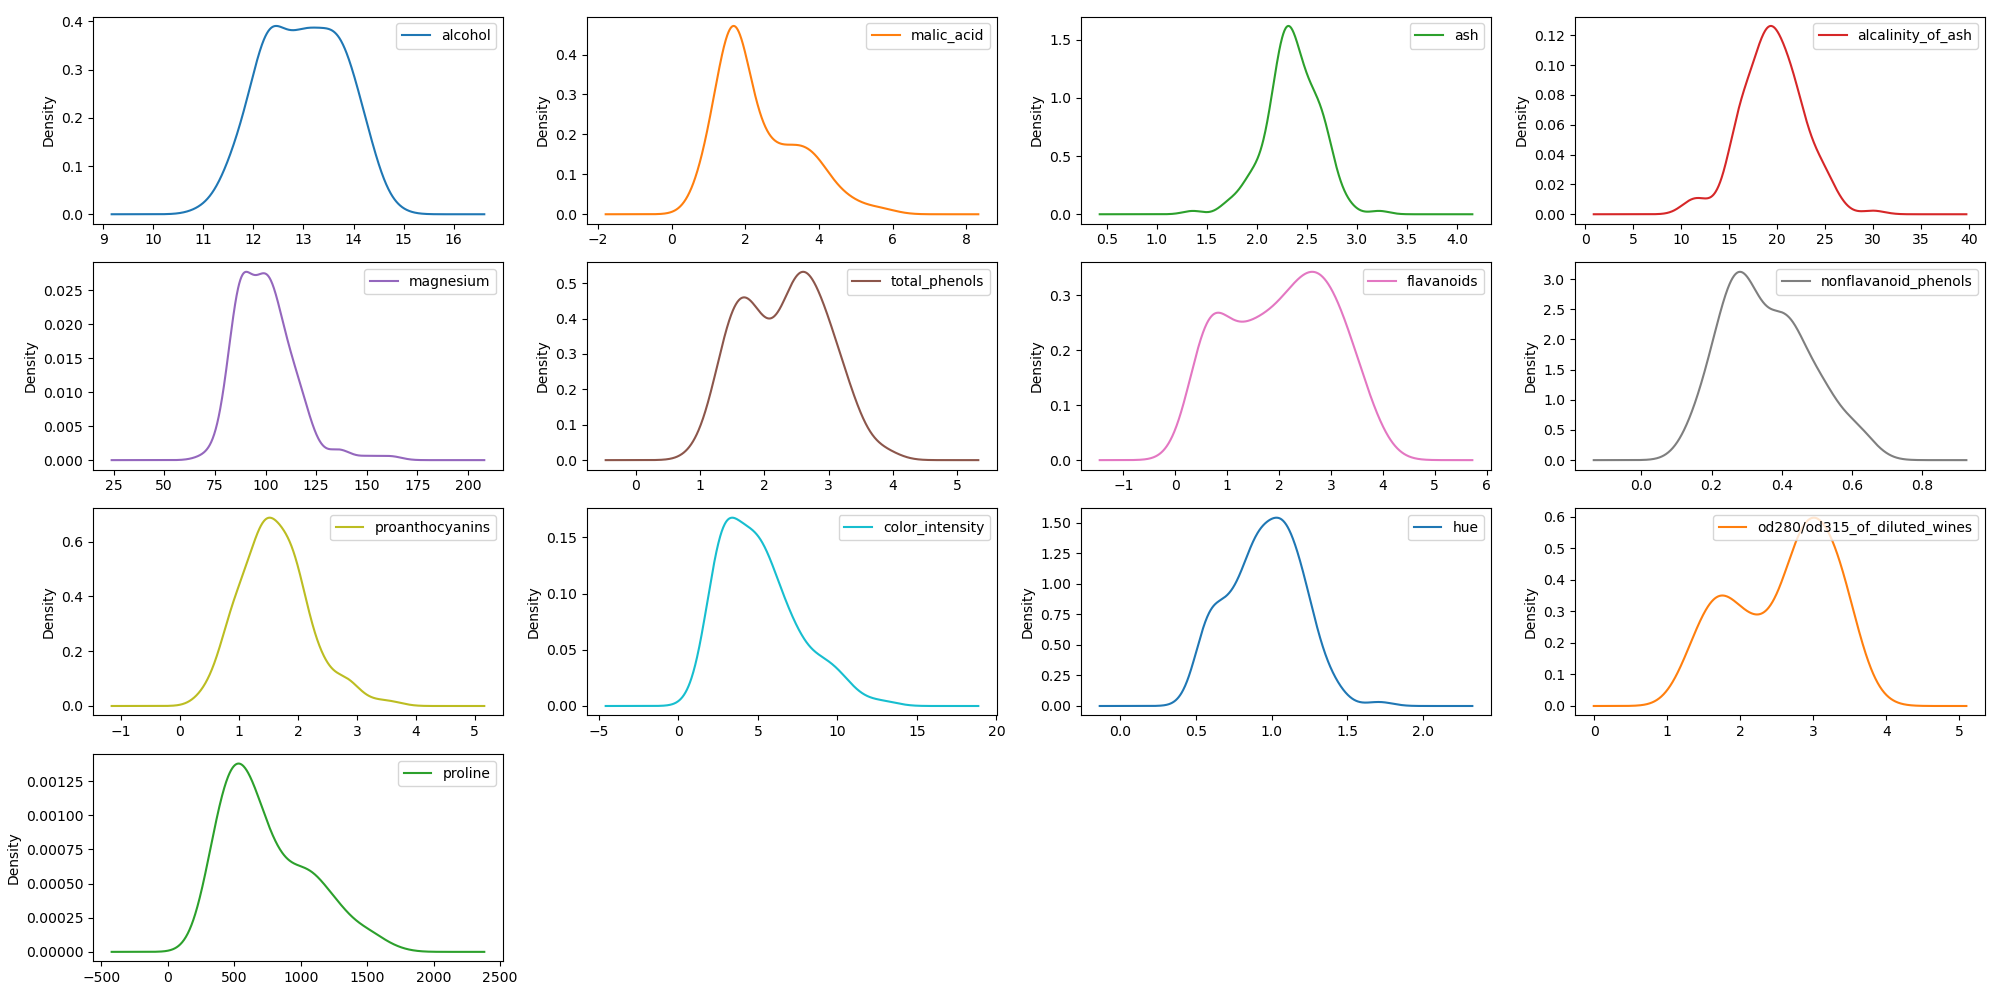 alcohol
Density
0.4
0.3
0.2
0.1
0.0
9 10 11 12 13 14 15 16
malic_acid
Density
0.4
0.3
0.2
0.1
0.0
−2 0 2 4 6 8
ash
Density
1.5
1.0
0.5
0.0
0.5 1.0 1.5 2.0 2.5 3.0 3.5 4.0
alcalinity_of_ash
Density
0.12
0.10
0.08
0.06
0.04
0.02
0.00
0 5 10 15 20 25 30 35 40
magnesium
Density
0.025
0.020
0.015
0.010
0.005
0.000
25 50 75 100 125 150 175 200
total_phenols
Density
0.5
0.4
0.3
0.2
0.1
0.0
0 1 2 3 4 5
flavanoids
Density
0.3
0.2
0.1
0.0
−1 0 1 2 3 4 5 6
nonflavanoid_phenols
Density
3.0
2.5
2.0
1.5
1.0
0.5
0.0
0.0 0.2 0.4 0.6 0.8
proanthocyanins
Density
0.6
0.4
0.2
0.0
−1 0 1 2 3 4 5
color_intensity
Density
0.15
0.10
0.05
0.00
−5 0 5 10 15 20
hue
Density
1.50
1.25
1.00
0.75
0.50
0.25
0.00
0.0 0.5 1.0 1.5 2.0
od280/od315_of_diluted_wines
Density
0.6
0.5
0.4
0.3
0.2
0.1
0.0
0 1 2 3 4 5
proline
Density
0.00125
0.00100
0.00075
0.00050
0.00025
0.00000
−500 0 500 1000 1500 2000 2500